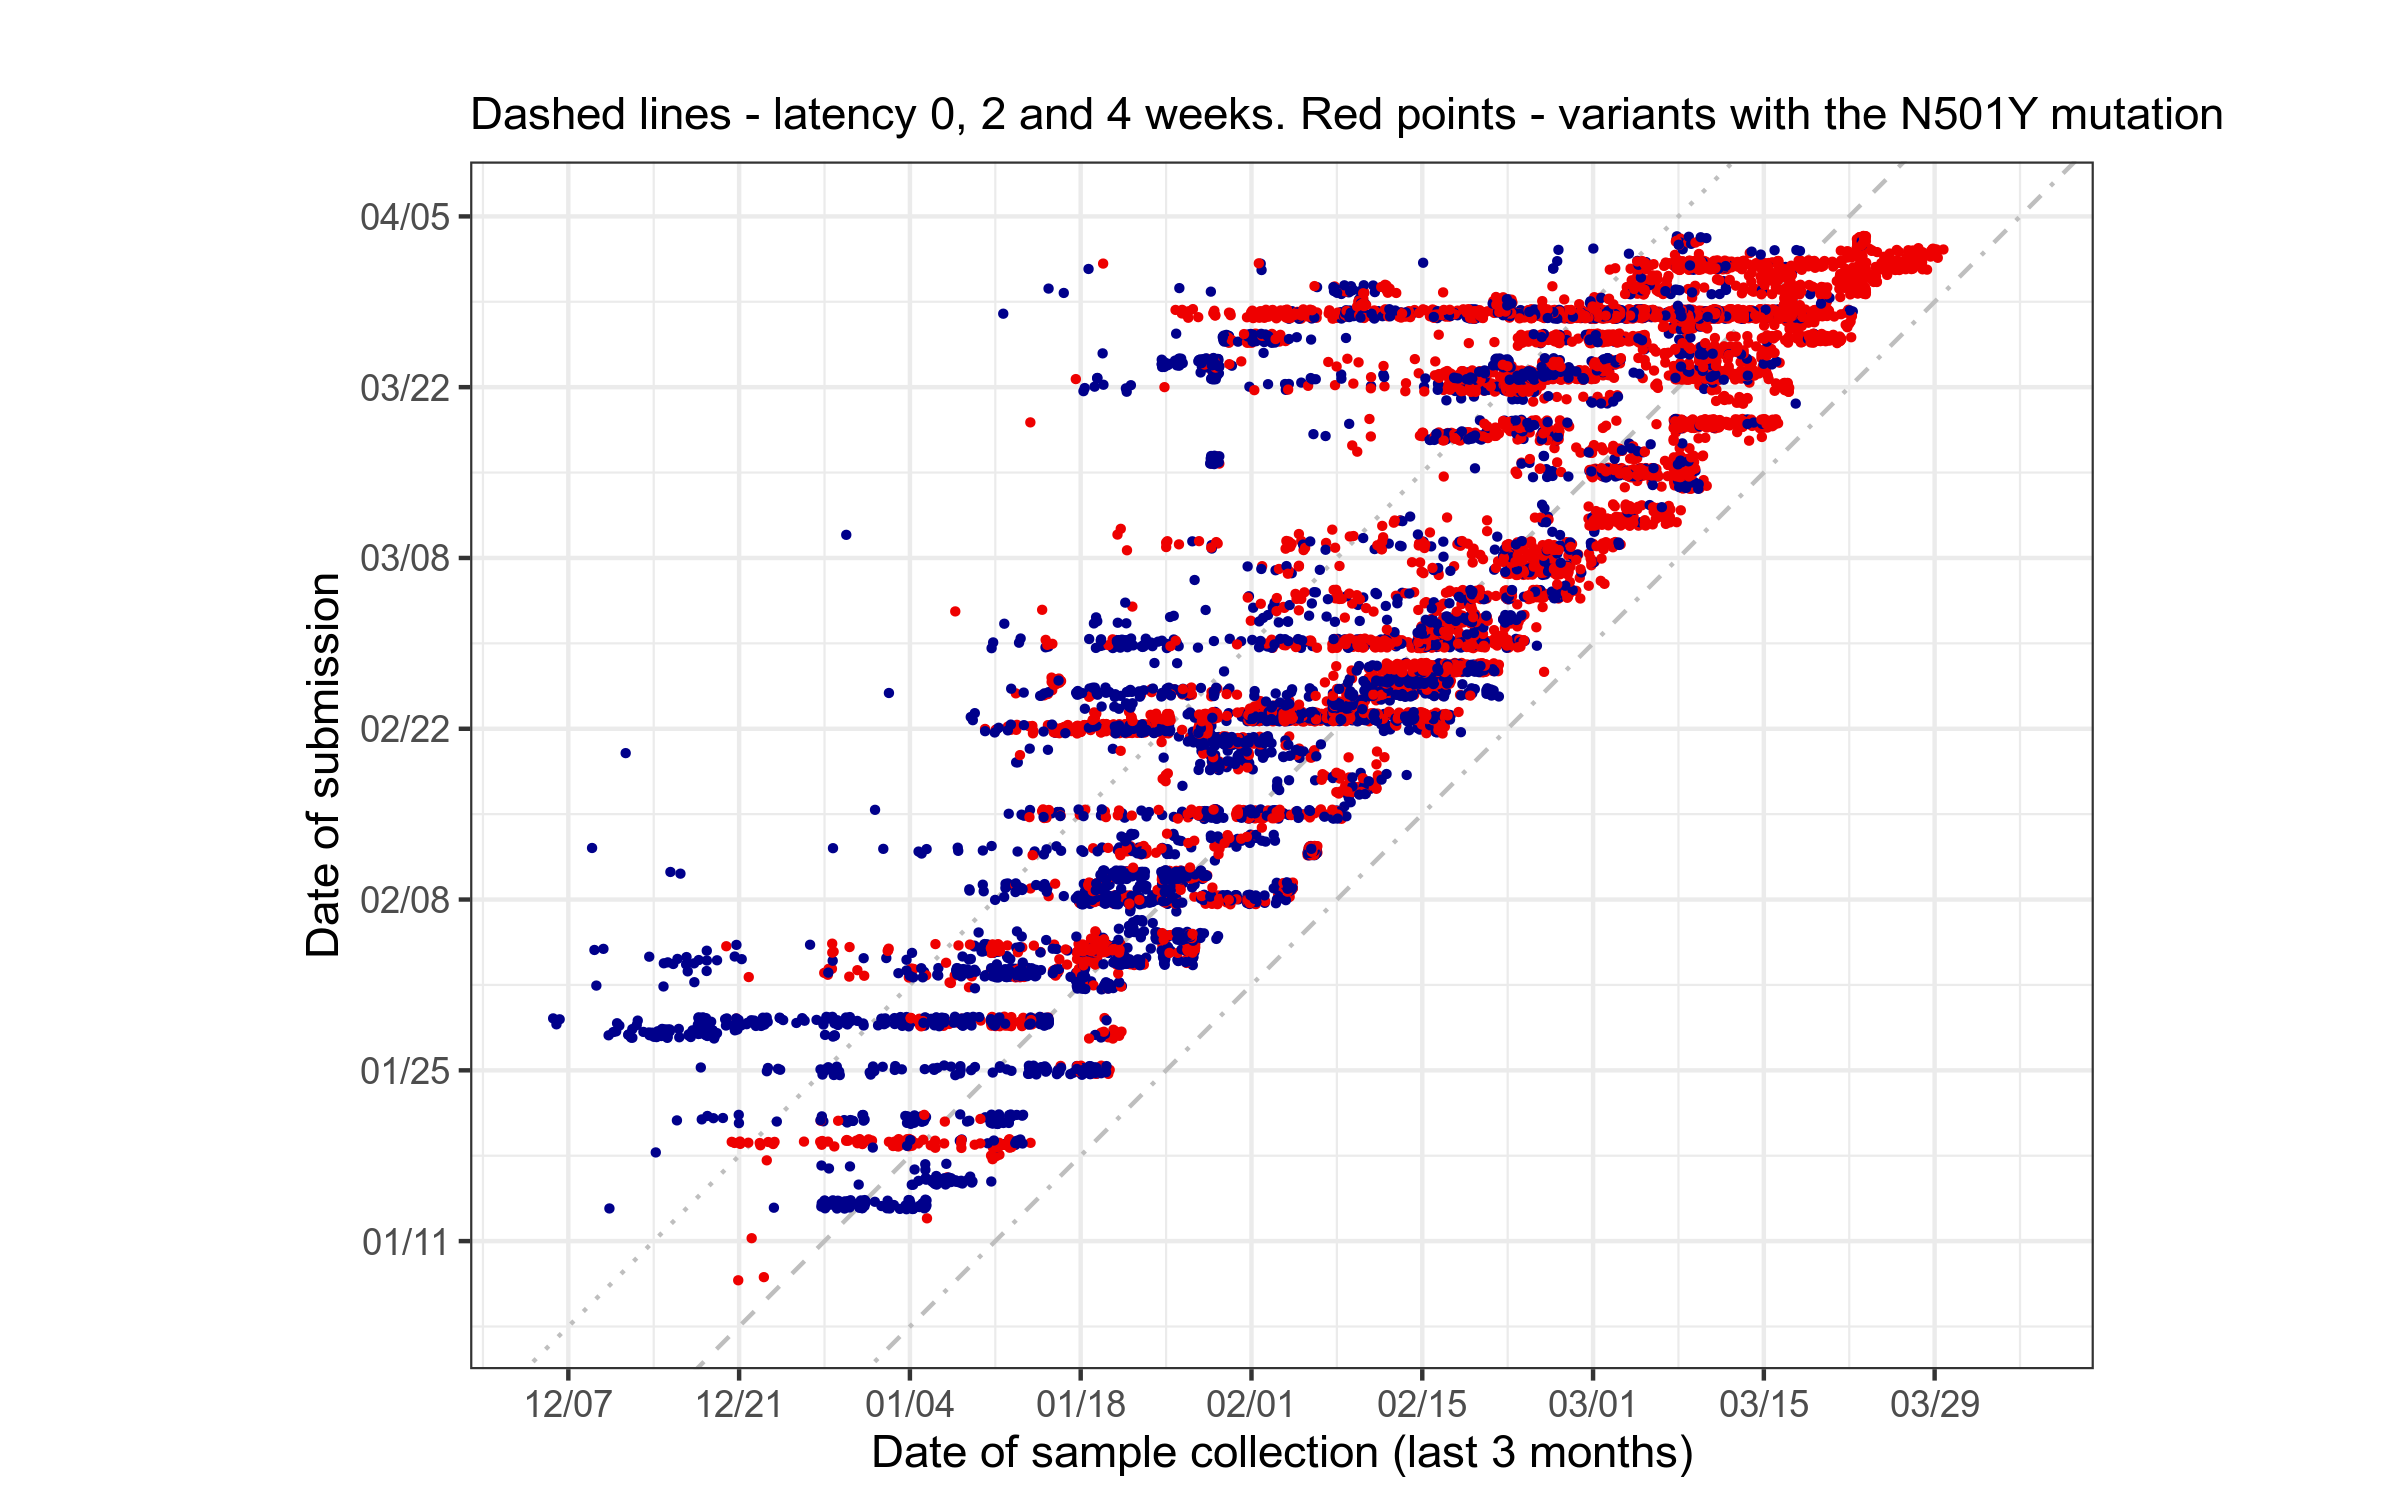 Dashed lines - latency 0, 2 and 4 weeks. Red points - variants with the N501Y mutation
Date of submission
04/05
03/22
03/08
02/22
02/08
01/25
01/11
12/07 12/21 01/04 01/18 02/01 02/15 03/01 03/15 03/29
Date of sample collection (last 3 months)